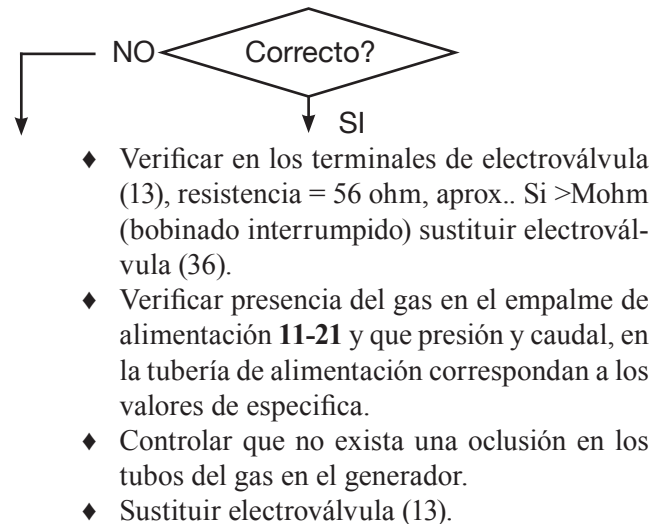 NO Correcto?
SI
♦ Verificar en los terminales de electroválvula
(13), resistencia = 56 ohm, aprox.. Si >Mohm
(bobinado interrumpido) sustituir electrovál-
vula (36).
♦ Verificar presencia del gas en el empalme de
alimentación 11-21 y que presión y caudal, en
la tubería de alimentación correspondan a los
valores de especifica.
♦ Controlar que no exista una oclusión en los
tubos del gas en el generador.
♦ Sustituir electroválvula (13).